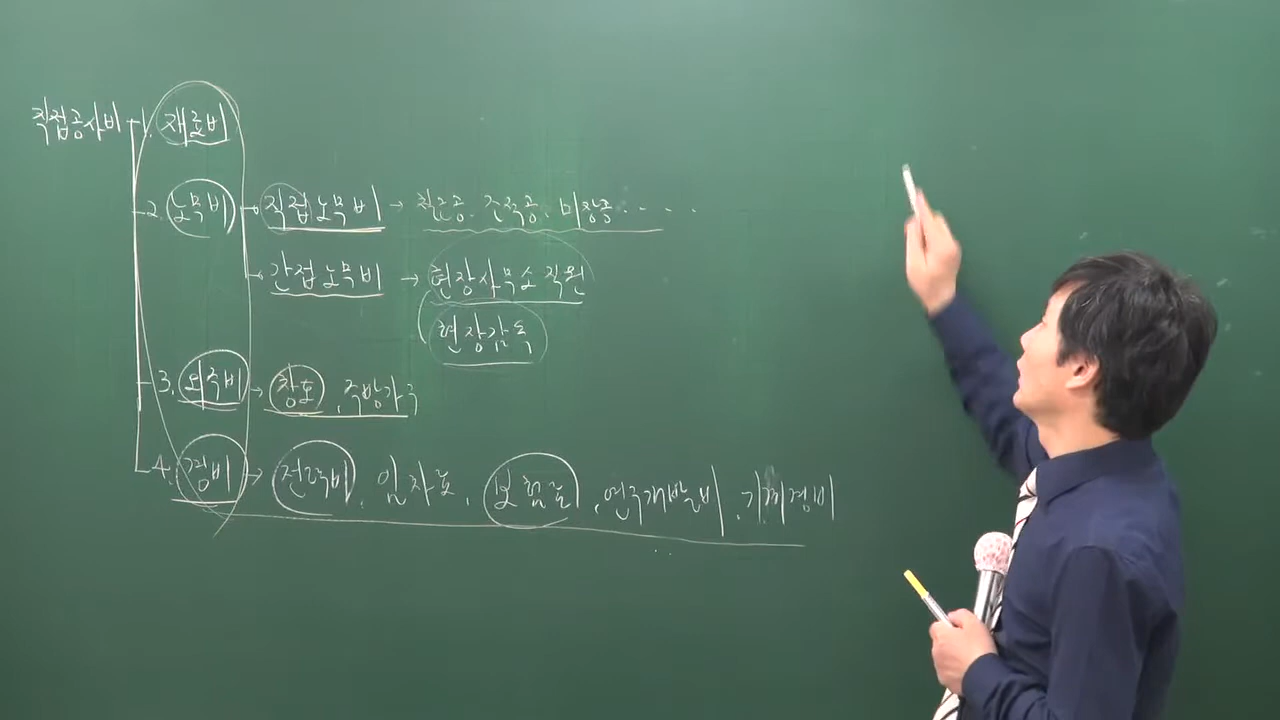 직접공사비 1. 재료비
2. 노무비 → 직접노무비 → 철근공. 조적공. 미장공. . . .
→ 간접노무비 → 현장사무소 직원
현장감독
3. 외주비 → 창호, 주방가구
4. 경비 → 전력비, 임차료, 보험료, 연구개발비, 기계경비